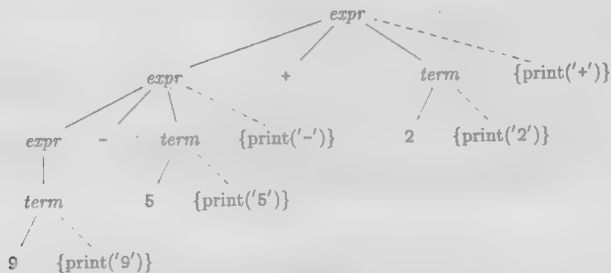 expr
expr + term {print('+')}
expr - term {print('-')} 2 {print('2')}
term 5 {print('5')}
9 {print('9')}